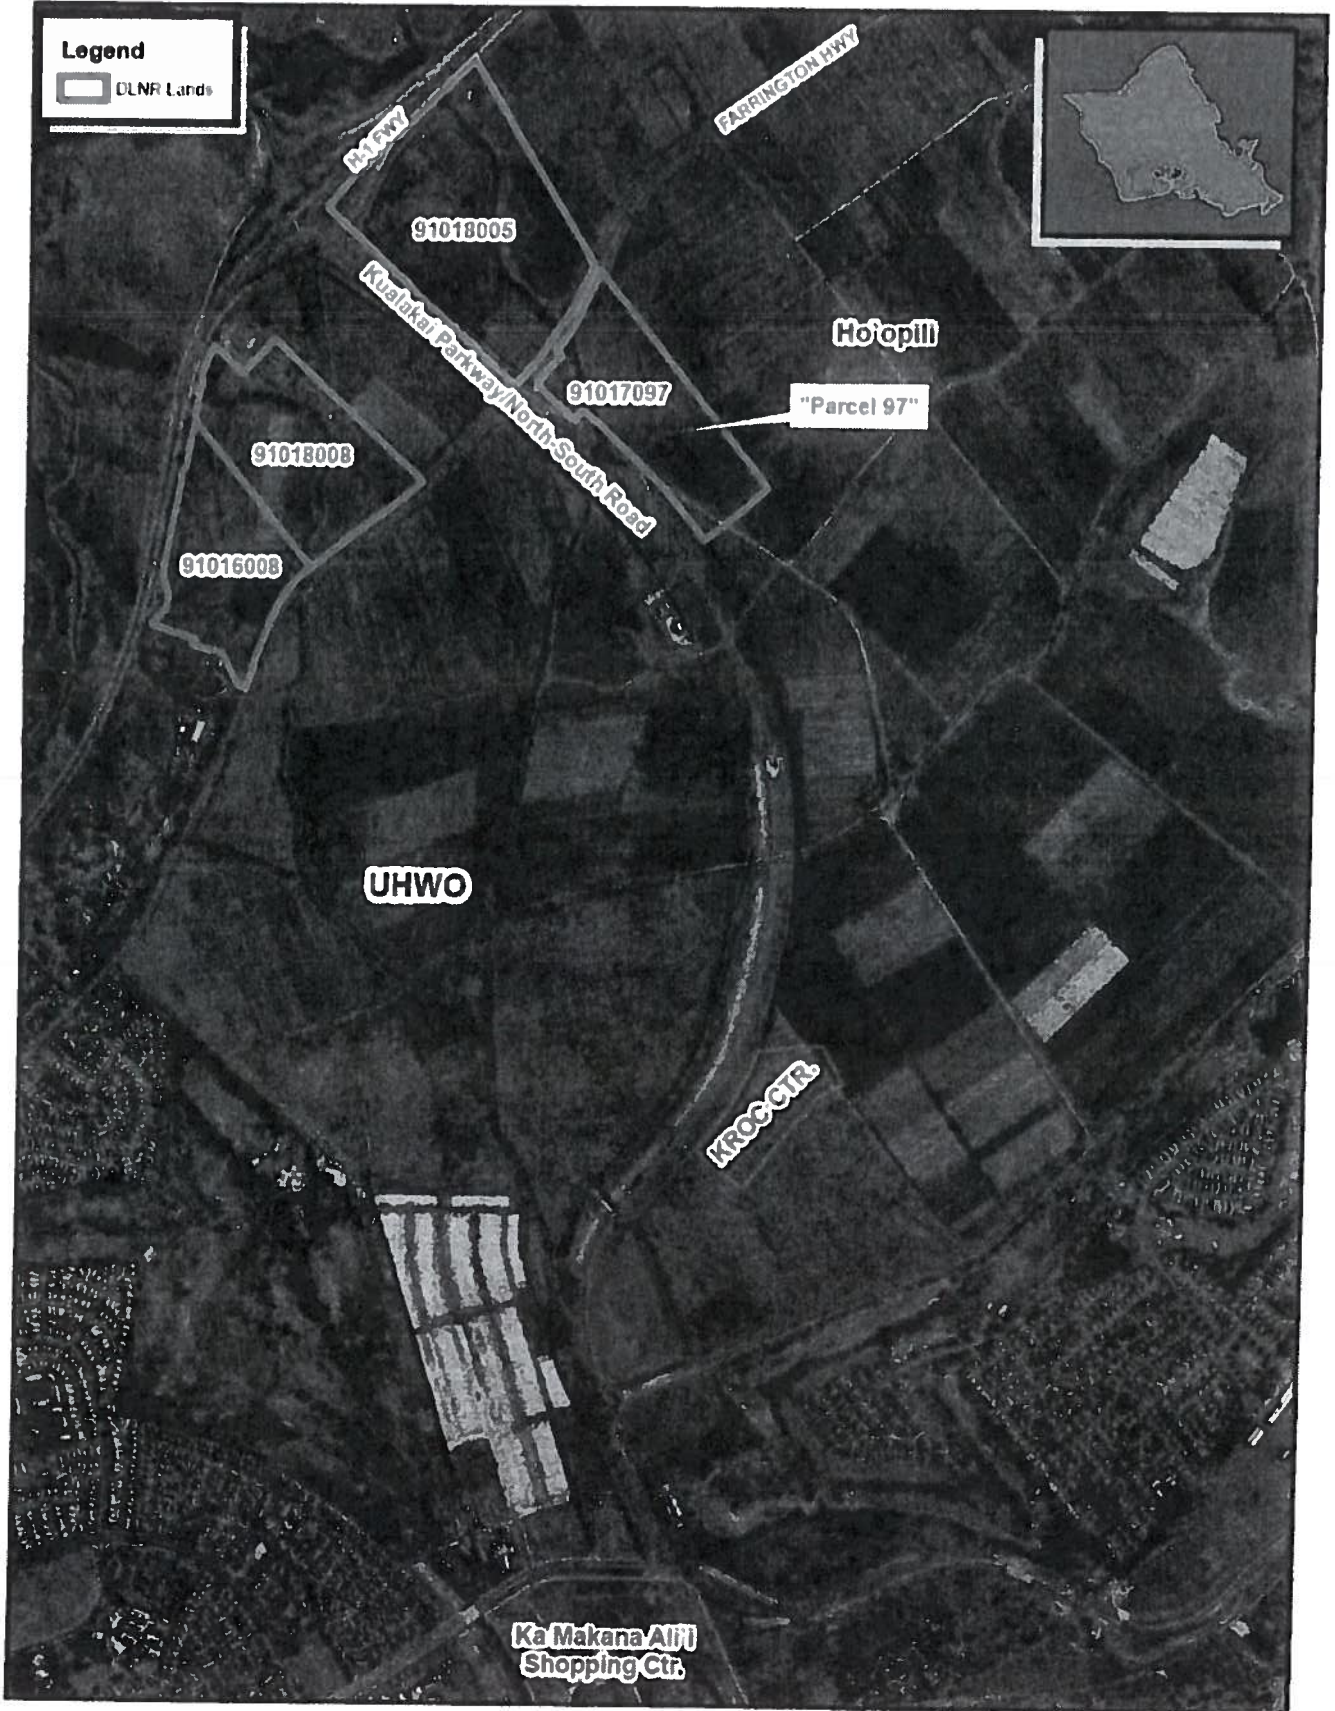 Legend
DLNR Lands
H-1 FWY
FARRINGTON HWY
91018005
Kualakai Parkway/North-South Road
Ho'opili
91017097
"Parcel 97"
91018008
91016008
UHWO
KROC CTR.
Ka Makana Ali'i
Shopping Ctr.